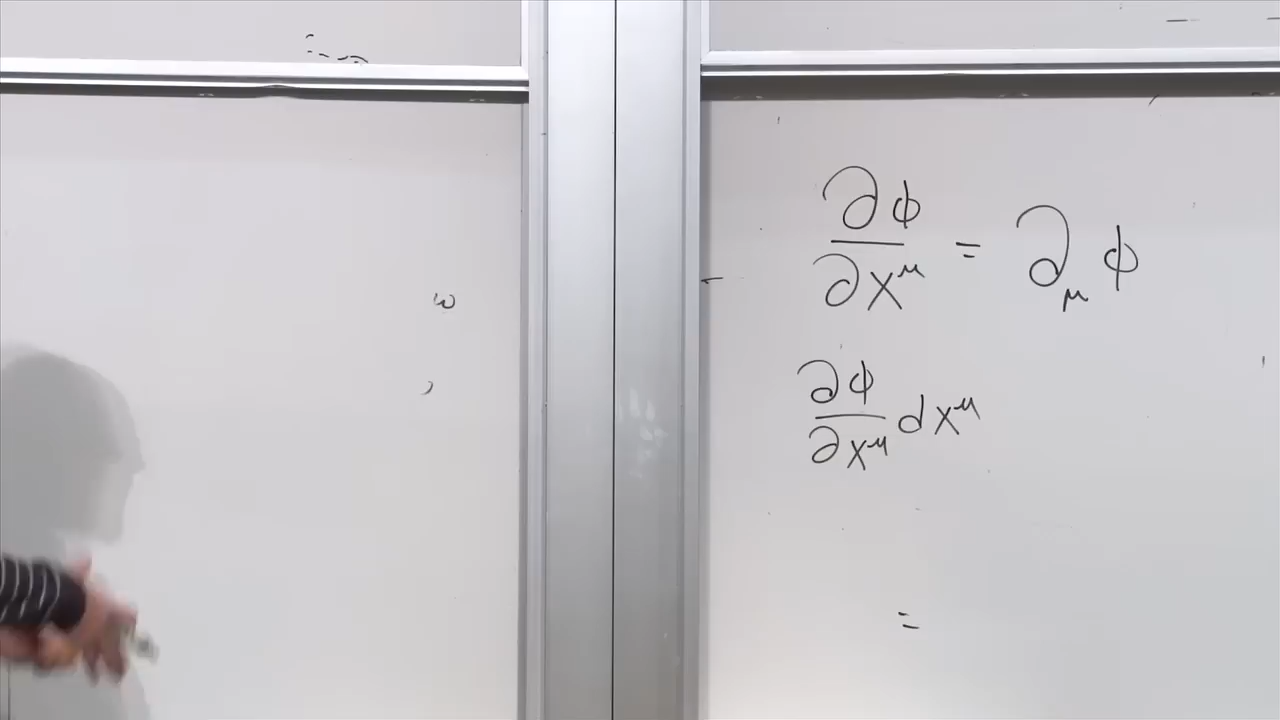 ω
∂φ/∂x^μ = ∂_μ φ
∂φ/∂x^μ dx^μ
=